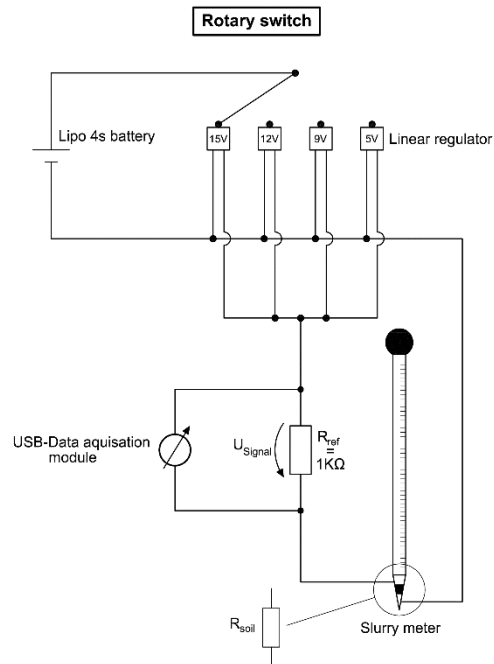 Rotary switch
Lipo 4s battery
15V
12V
9V
5V
Linear regulator
USB-Data aquisation
module
USignal
Rref
=
1KΩ
Rsoil
Slurry meter